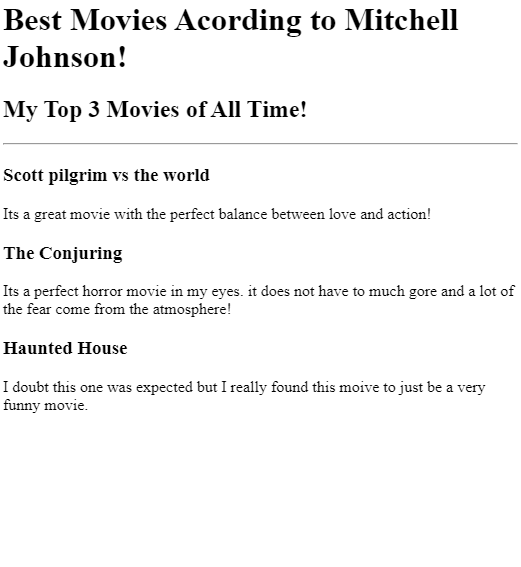 Best Movies Acording to Mitchell
Johnson!
My Top 3 Movies of All Time!
Scott pilgrim vs the world
Its a great movie with the perfect balance between love and action!
The Conjuring
Its a perfect horror movie in my eyes. it does not have to much gore and a lot of
the fear come from the atmosphere!
Haunted House
I doubt this one was expected but I really found this moive to just be a very
funny movie.